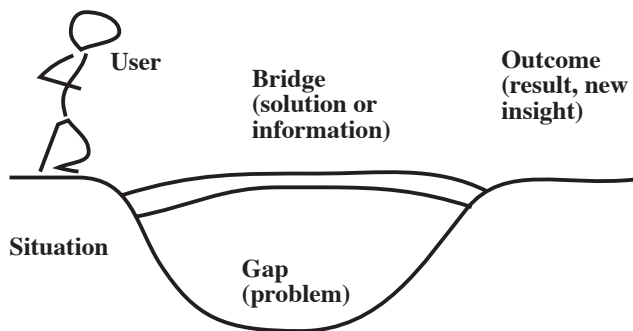 User
Bridge
(solution or
information)
Outcome
(result, new
insight)
Situation
Gap
(problem)